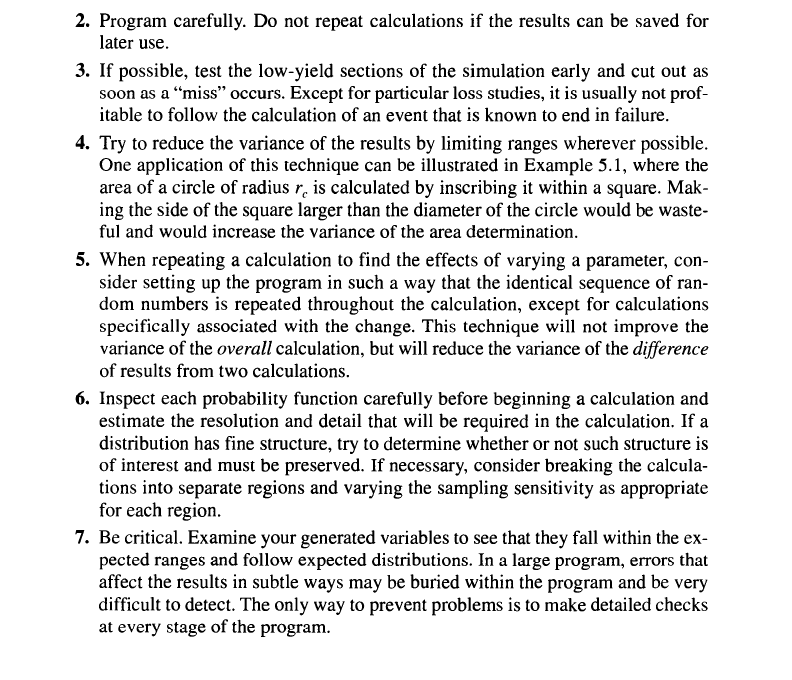 2. Program carefully. Do not repeat calculations if the results can be saved for
later use.
3. If possible, test the low-yield sections of the simulation early and cut out as
soon as a “miss” occurs. Except for particular loss studies, it is usually not prof-
itable to follow the calculation of an event that is known to end in failure.
4. Try to reduce the variance of the results by limiting ranges wherever possible.
One application of this technique can be illustrated in Example 5.1, where the
area of a circle of radius r_c is calculated by inscribing it within a square. Mak-
ing the side of the square larger than the diameter of the circle would be waste-
ful and would increase the variance of the area determination.
5. When repeating a calculation to find the effects of varying a parameter, con-
sider setting up the program in such a way that the identical sequence of ran-
dom numbers is repeated throughout the calculation, except for calculations
specifically associated with the change. This technique will not improve the
variance of the overall calculation, but will reduce the variance of the difference
of results from two calculations.
6. Inspect each probability function carefully before beginning a calculation and
estimate the resolution and detail that will be required in the calculation. If a
distribution has fine structure, try to determine whether or not such structure is
of interest and must be preserved. If necessary, consider breaking the calcula-
tions into separate regions and varying the sampling sensitivity as appropriate
for each region.
7. Be critical. Examine your generated variables to see that they fall within the ex-
pected ranges and follow expected distributions. In a large program, errors that
affect the results in subtle ways may be buried within the program and be very
difficult to detect. The only way to prevent problems is to make detailed checks
at every stage of the program.